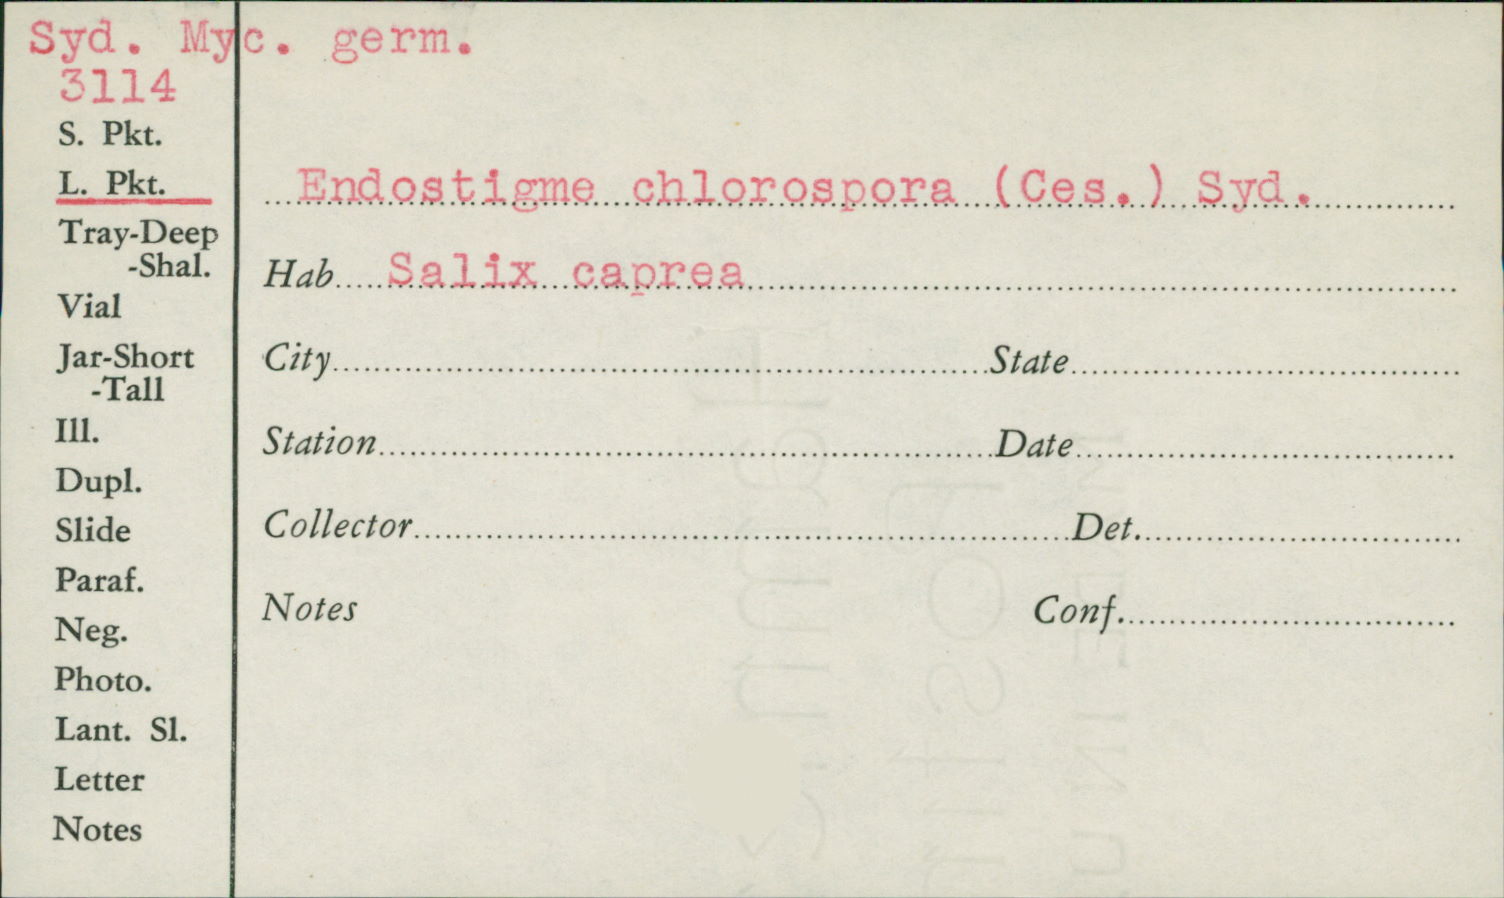 Syd. Myc. germ.
3114
S. Pkt.
L. Pkt.
Tray-Deep
-Shal.
Vial
Jar-Short
-Tall
Ill.
Dupl.
Slide
Paraf.
Neg.
Photo.
Lant. Sl.
Letter
Notes
Endostigme chlorospora (Ces.) Syd.
Hab. Salix caprea
City State
Station Date
Collector Det.
Notes Conf.